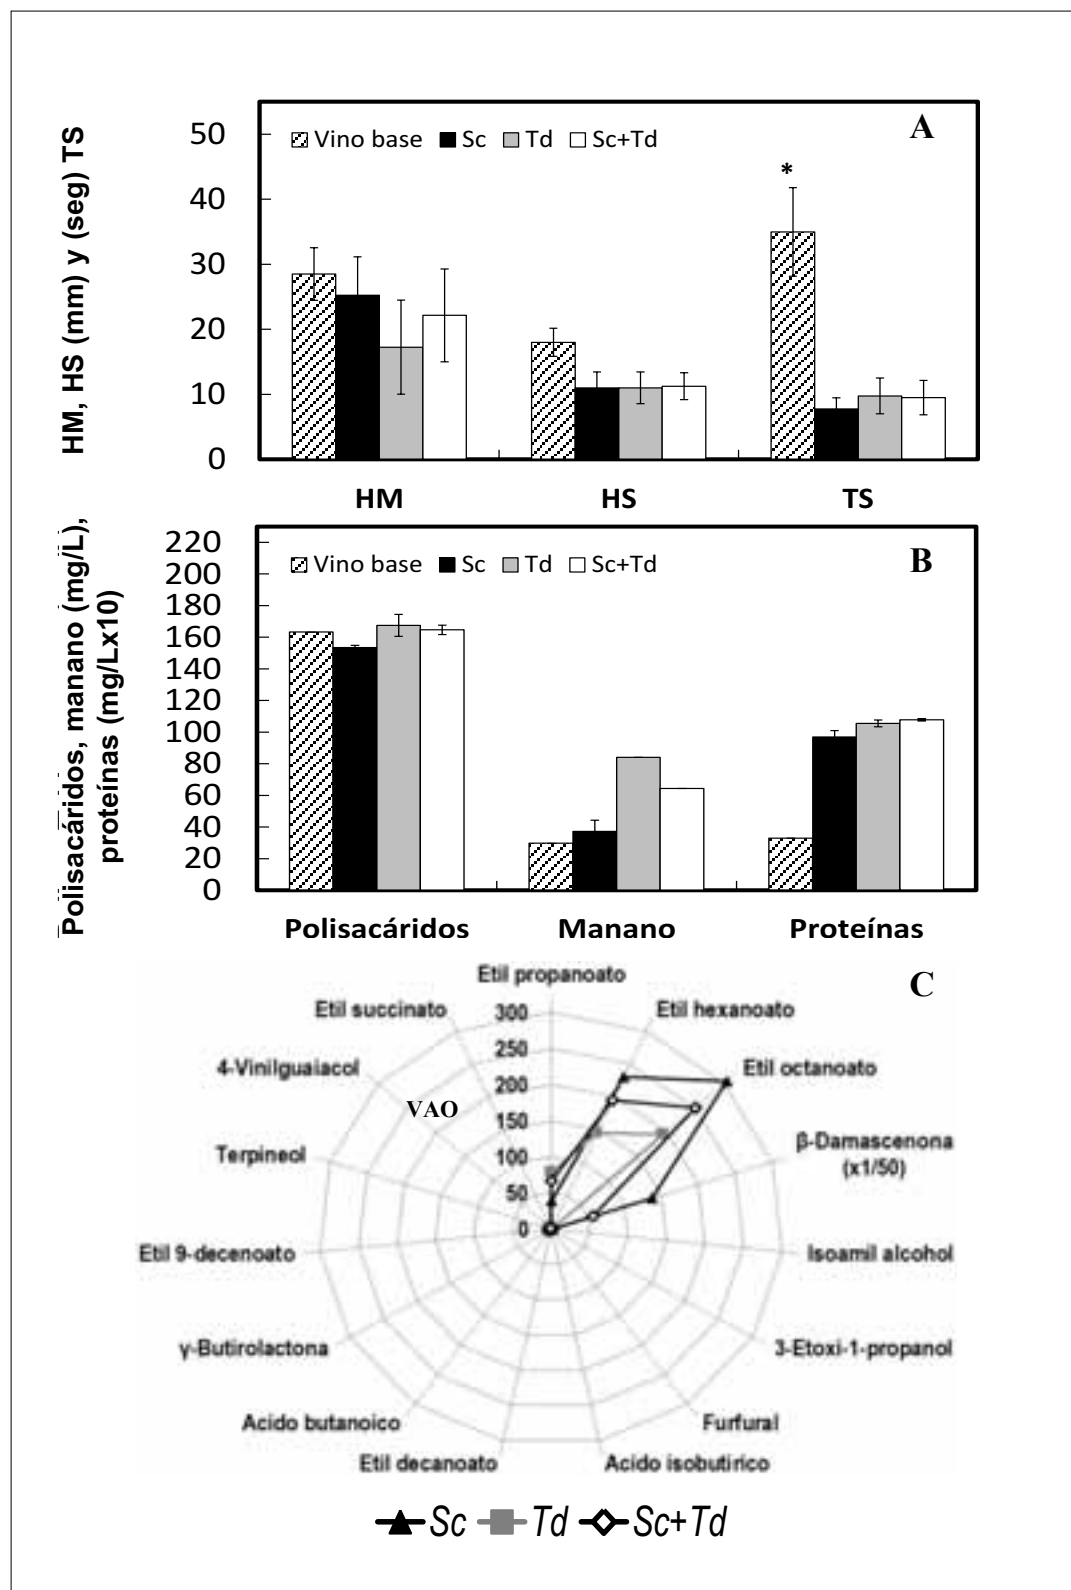 HM, HS (mm) y (seg) TS
A
50
40
30
20
10
0
Vino base Sc Td Sc+Td
*
HM HS TS
Polisacáridos, manano (mg/L),
proteínas (mg/Lx10)
B
220
200
180
160
140
120
100
80
60
40
20
0
Vino base Sc Td Sc+Td
Polisacáridos Manano Proteínas
C
Etil propanoato
Etil hexanoato
Etil octanoato
β-Damascenona
(x1/50)
Isoamil alcohol
3-Etoxi-1-propanol
Furfural
Acido isobutirico
Etil decanoato
Acido butanoico
γ-Butirolactona
Etil 9-decenoato
Terpineol
4-Vinilguaiacol
Etil succinato
300
250
200
150
100
50
0
VAO
Sc Td Sc+Td